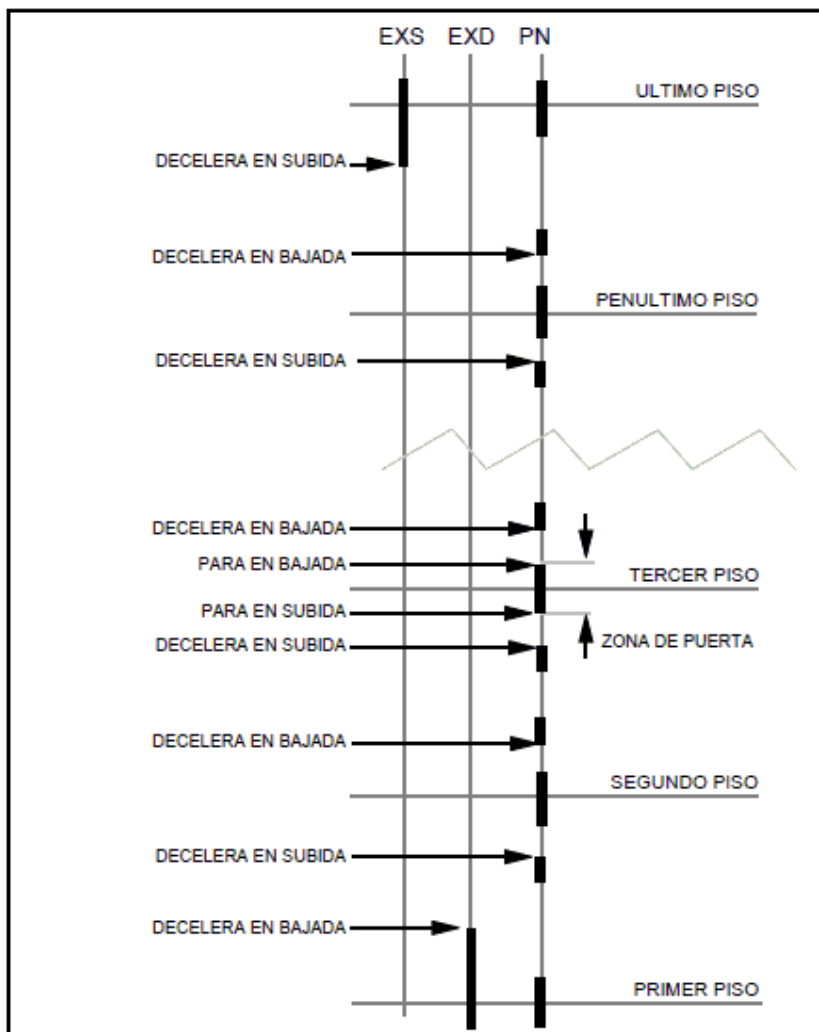 EXS EXD PN
ULTIMO PISO
DECELERA EN SUBIDA
DECELERA EN BAJADA
PENULTIMO PISO
DECELERA EN SUBIDA
DECELERA EN BAJADA
PARA EN BAJADA
TERCER PISO
PARA EN SUBIDA
DECELERA EN SUBIDA
ZONA DE PUERTA
DECELERA EN BAJADA
SEGUNDO PISO
DECELERA EN SUBIDA
DECELERA EN BAJADA
PRIMER PISO